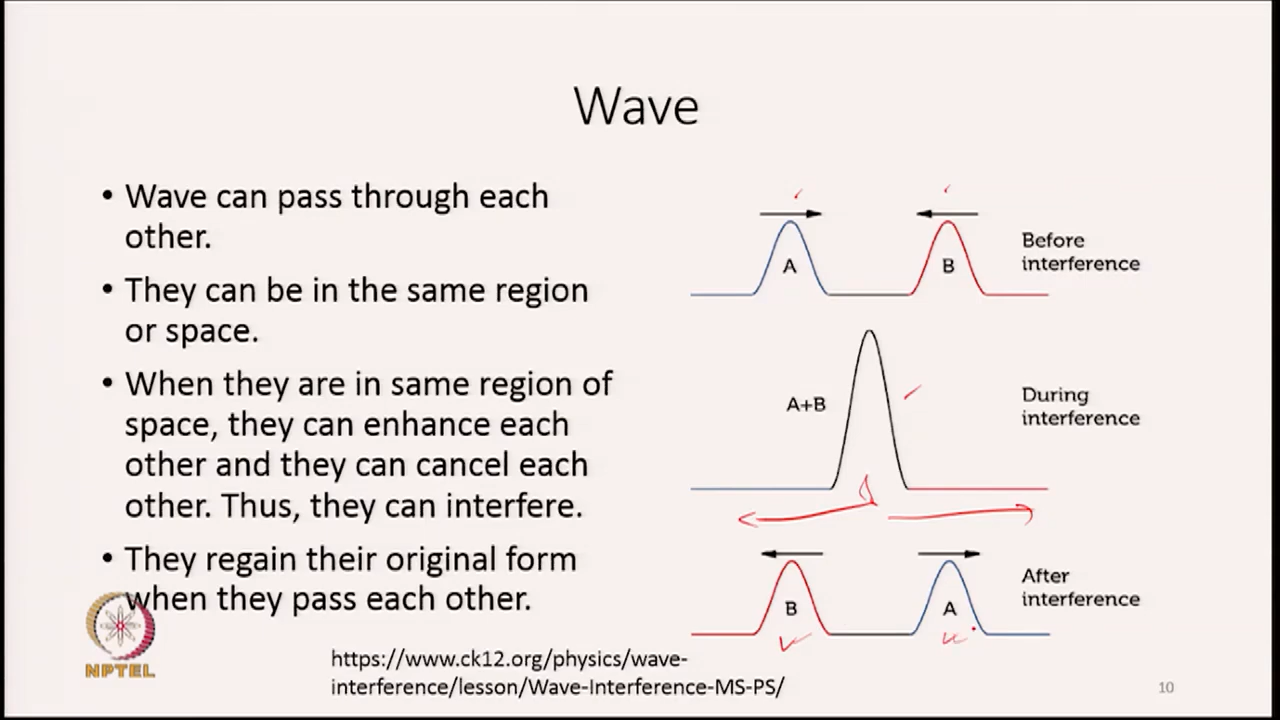 Wave
• Wave can pass through each
other.
• They can be in the same region
or space.
• When they are in same region of
space, they can enhance each
other and they can cancel each
other. Thus, they can interfere.
• They regain their original form
when they pass each other.
A
B
Before
interference
A+B
During
interference
B
A
After
interference
NPTEL
https://www.ck12.org/physics/wave-
interference/lesson/Wave-Interference-MS-PS/
10